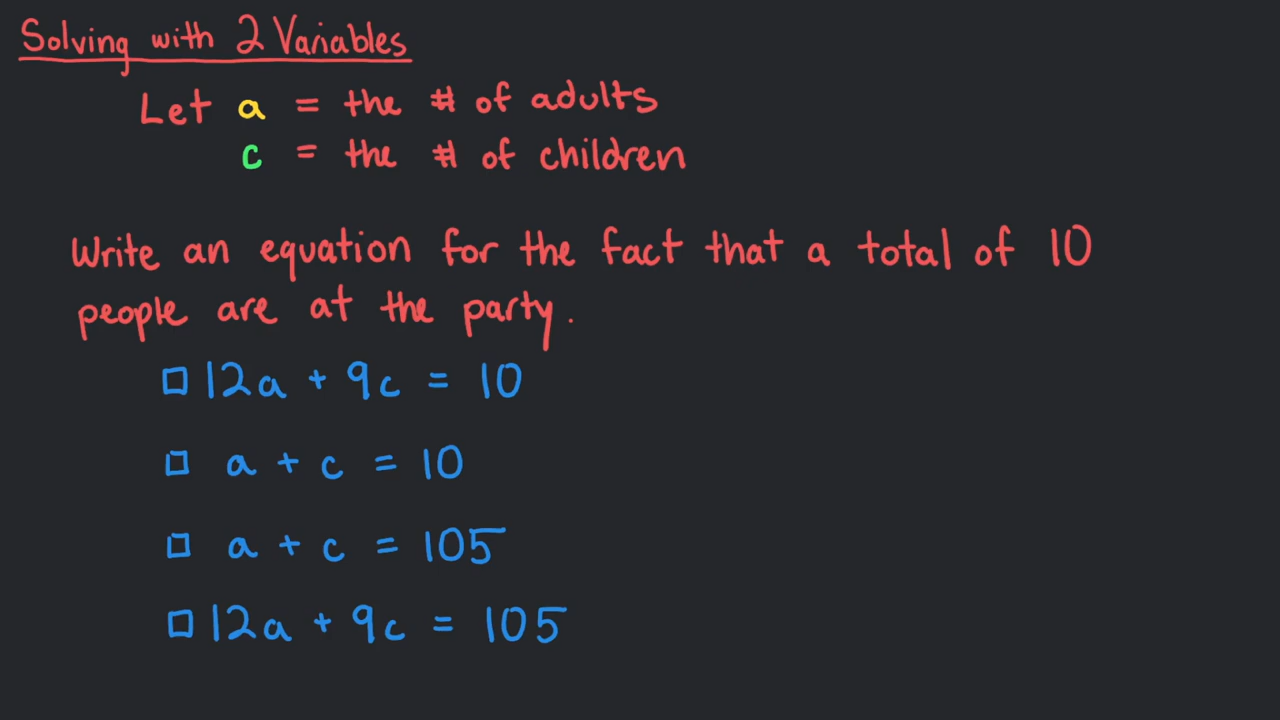 Solving with 2 Variables
Let a = the # of adults
c = the # of children
Write an equation for the fact that a total of 10
people are at the party.
12a + 9c = 10
a + c = 10
a + c = 105
12a + 9c = 105